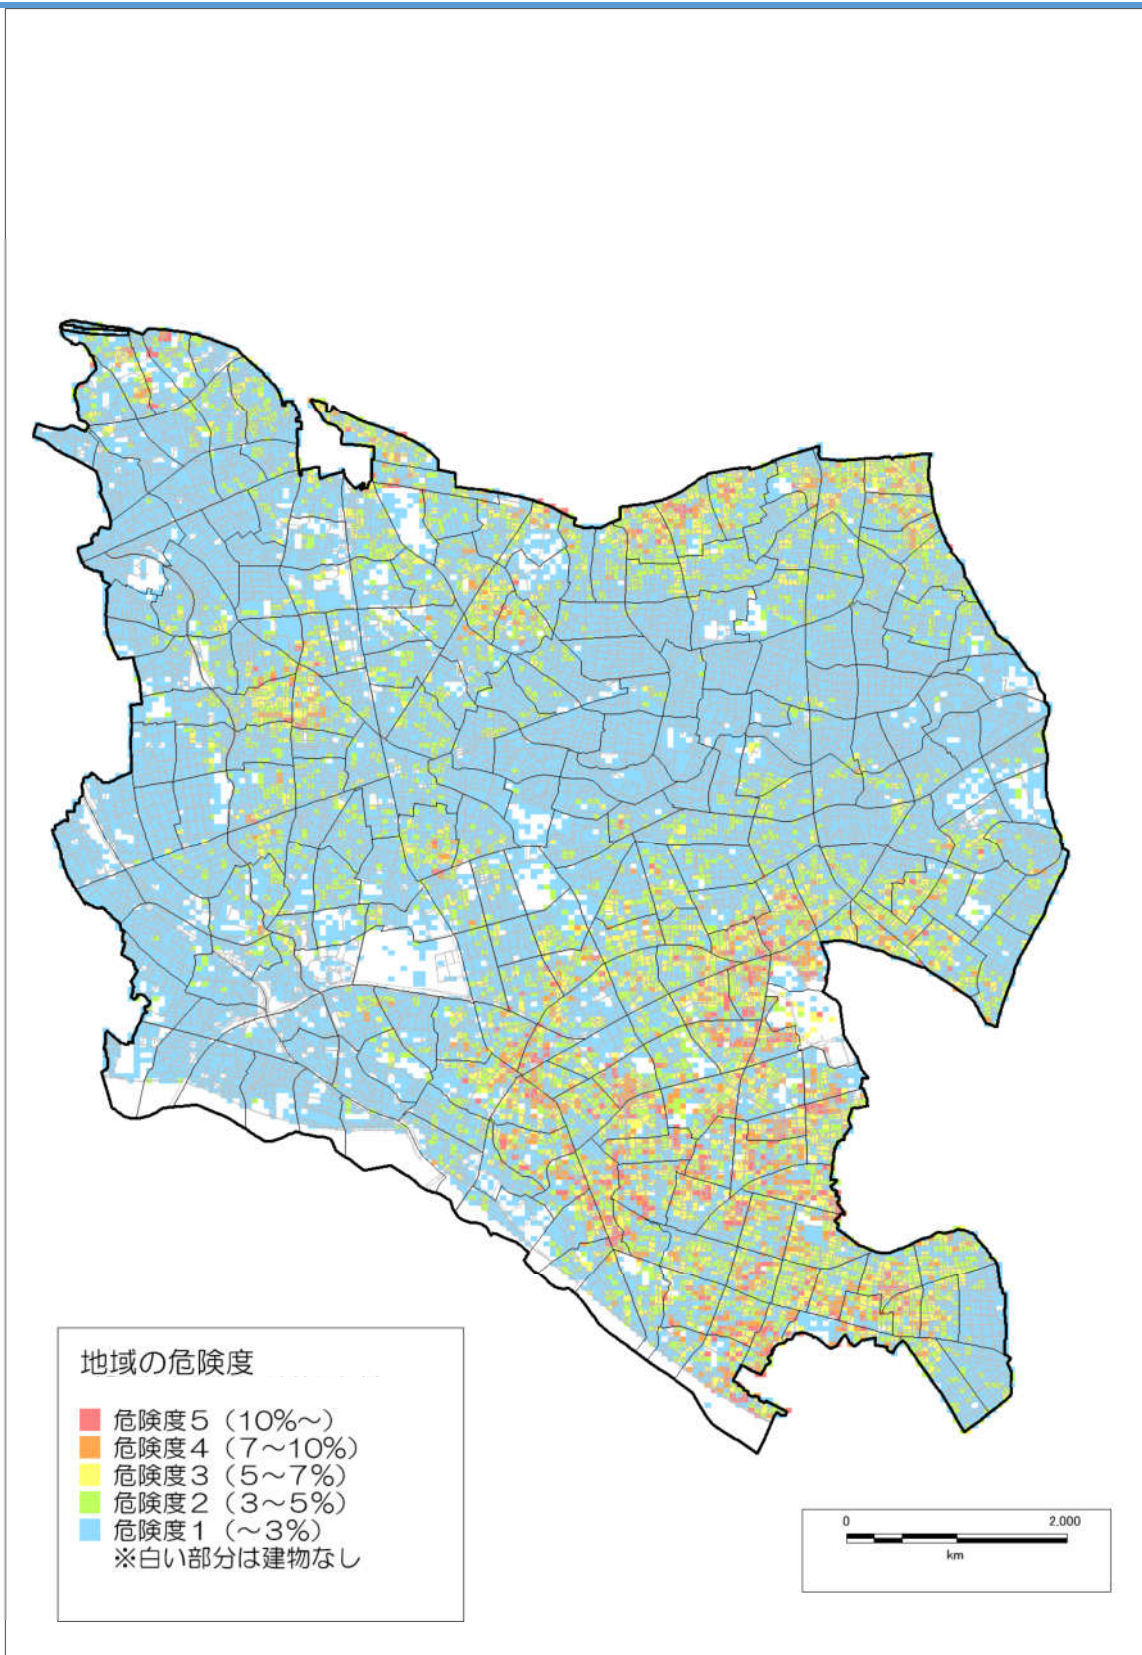 地域の危険度
危険度５（10％～）
危険度４（7～10％）
危険度３（5～7％）
危険度２（3～5％）
危険度１（～3％）
※白い部分は建物なし
0 2,000
km